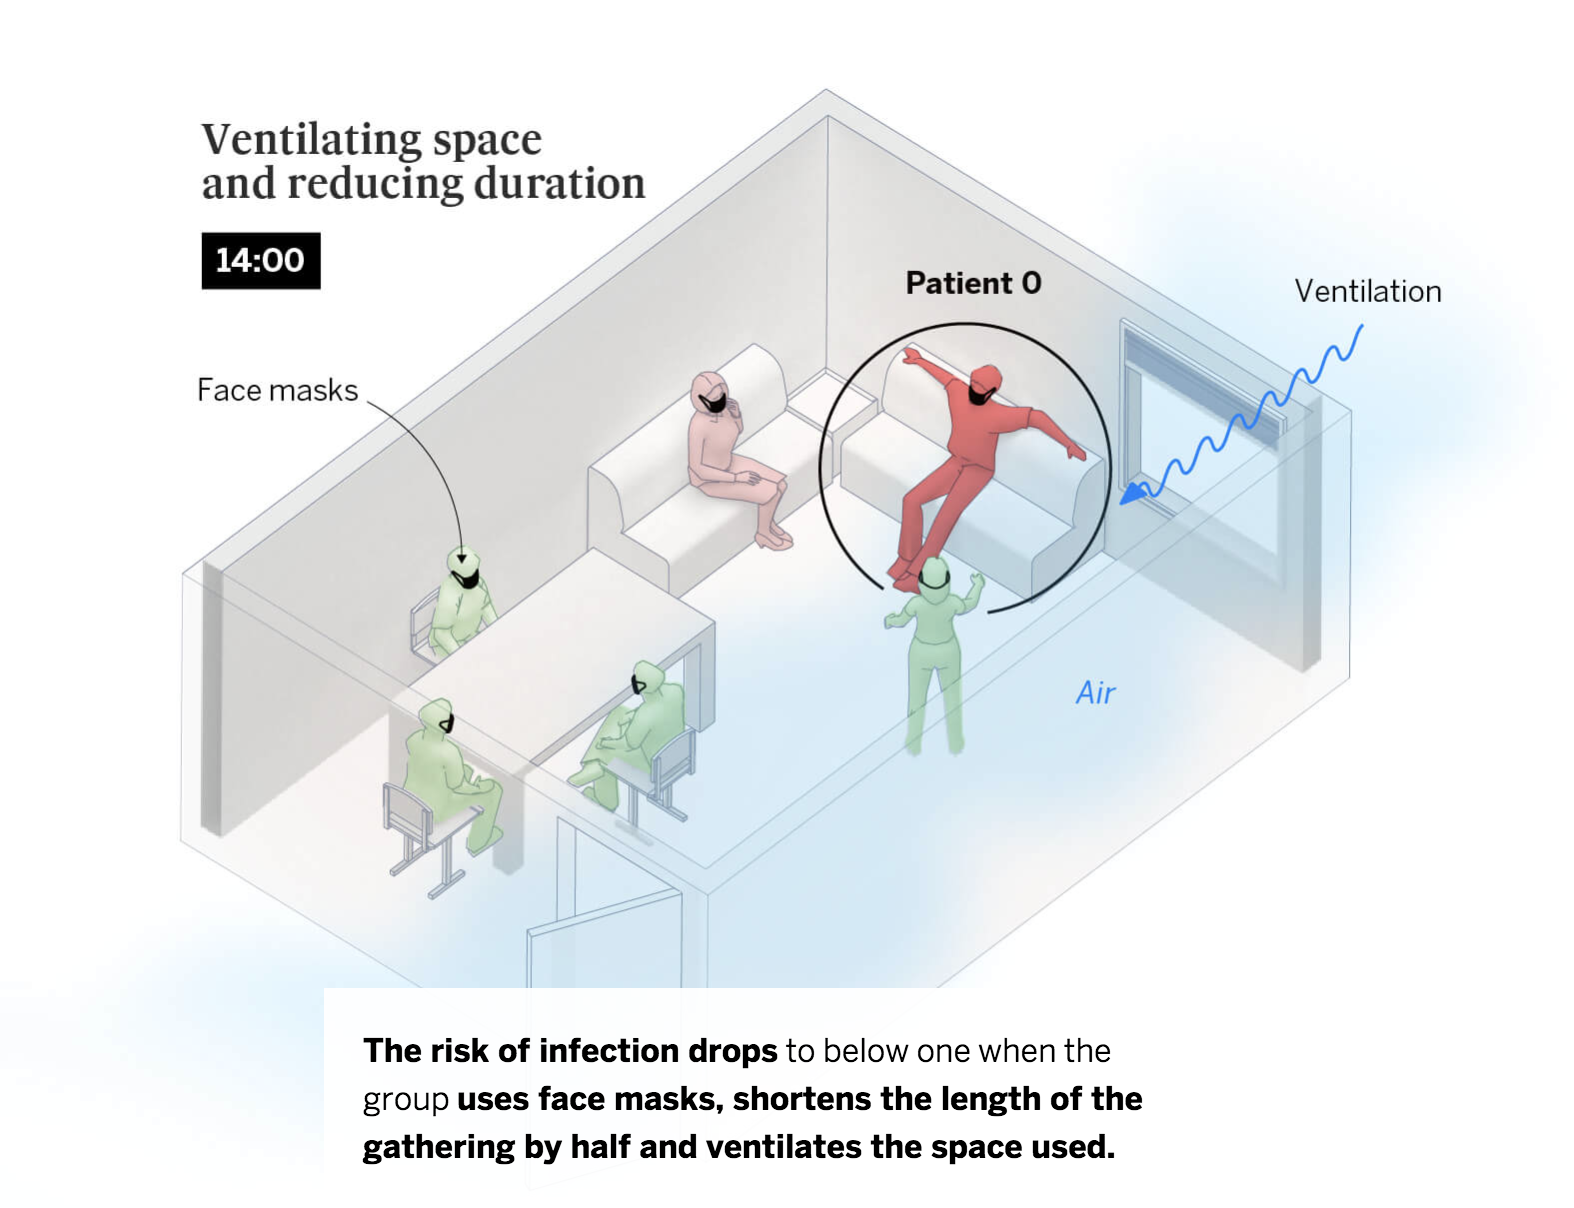 Ventilating space
and reducing duration
14:00
Patient 0
Ventilation
Face masks
Air
The risk of infection drops to below one when the
group uses face masks, shortens the length of the
gathering by half and ventilates the space used.